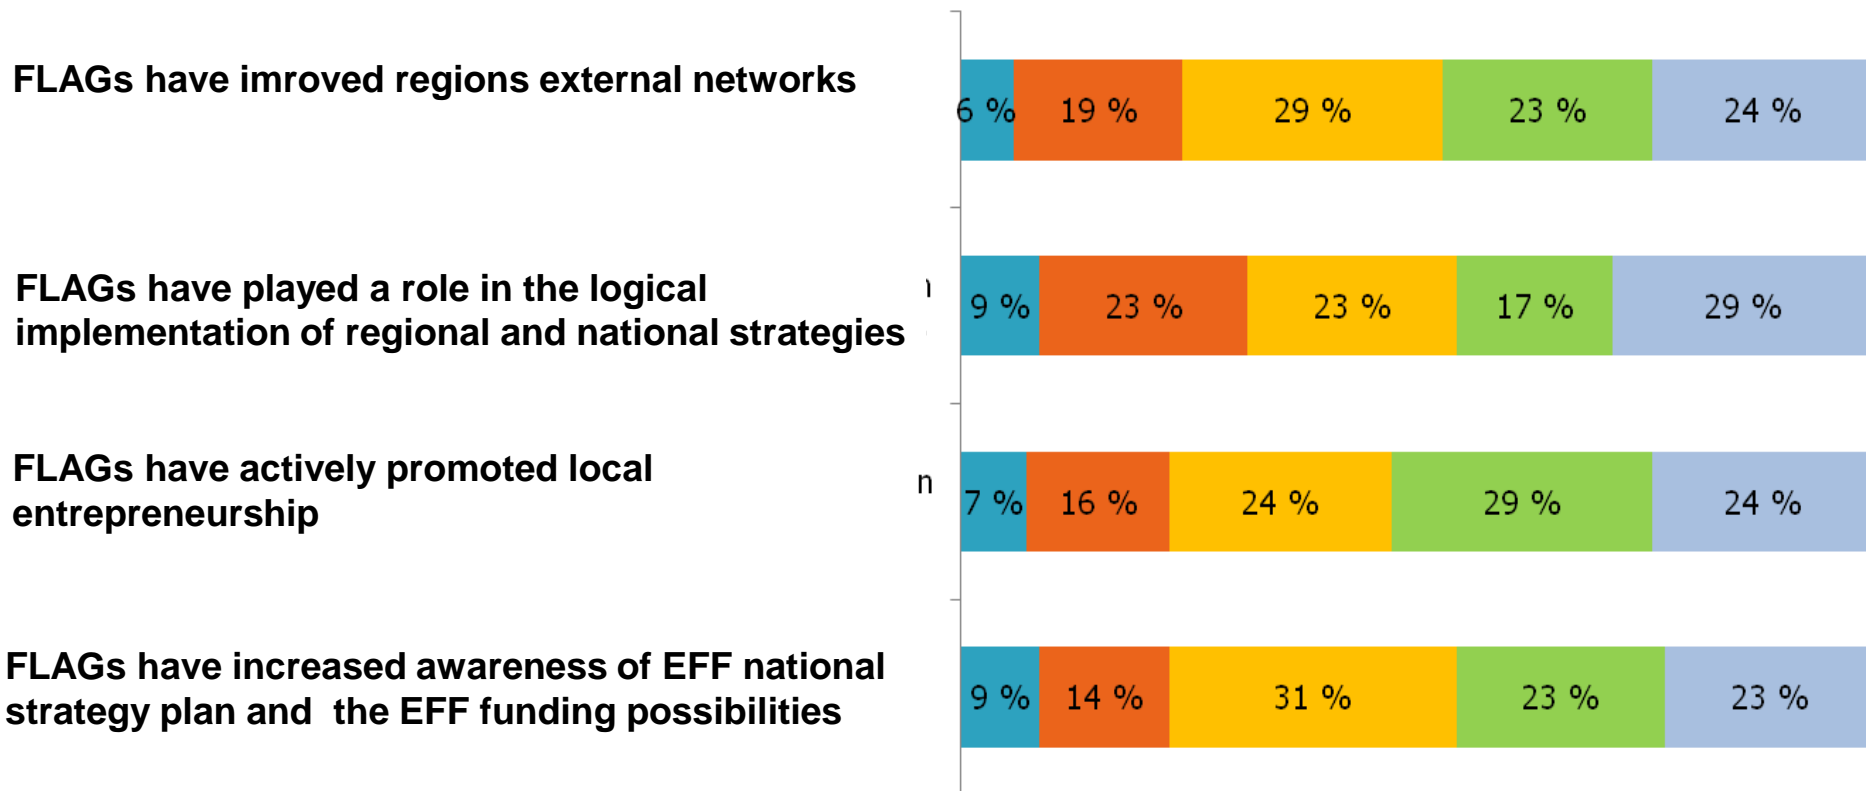 FLAGs have imroved regions external networks
6 % 19 % 29 % 23 % 24 %
FLAGs have played a role in the logical
implementation of regional and national strategies
9 % 23 % 23 % 17 % 29 %
FLAGs have actively promoted local
entrepreneurship
n
7 % 16 % 24 % 29 % 24 %
FLAGs have increased awareness of EFF national
strategy plan and  the EFF funding possibilities
9 % 14 % 31 % 23 % 23 %